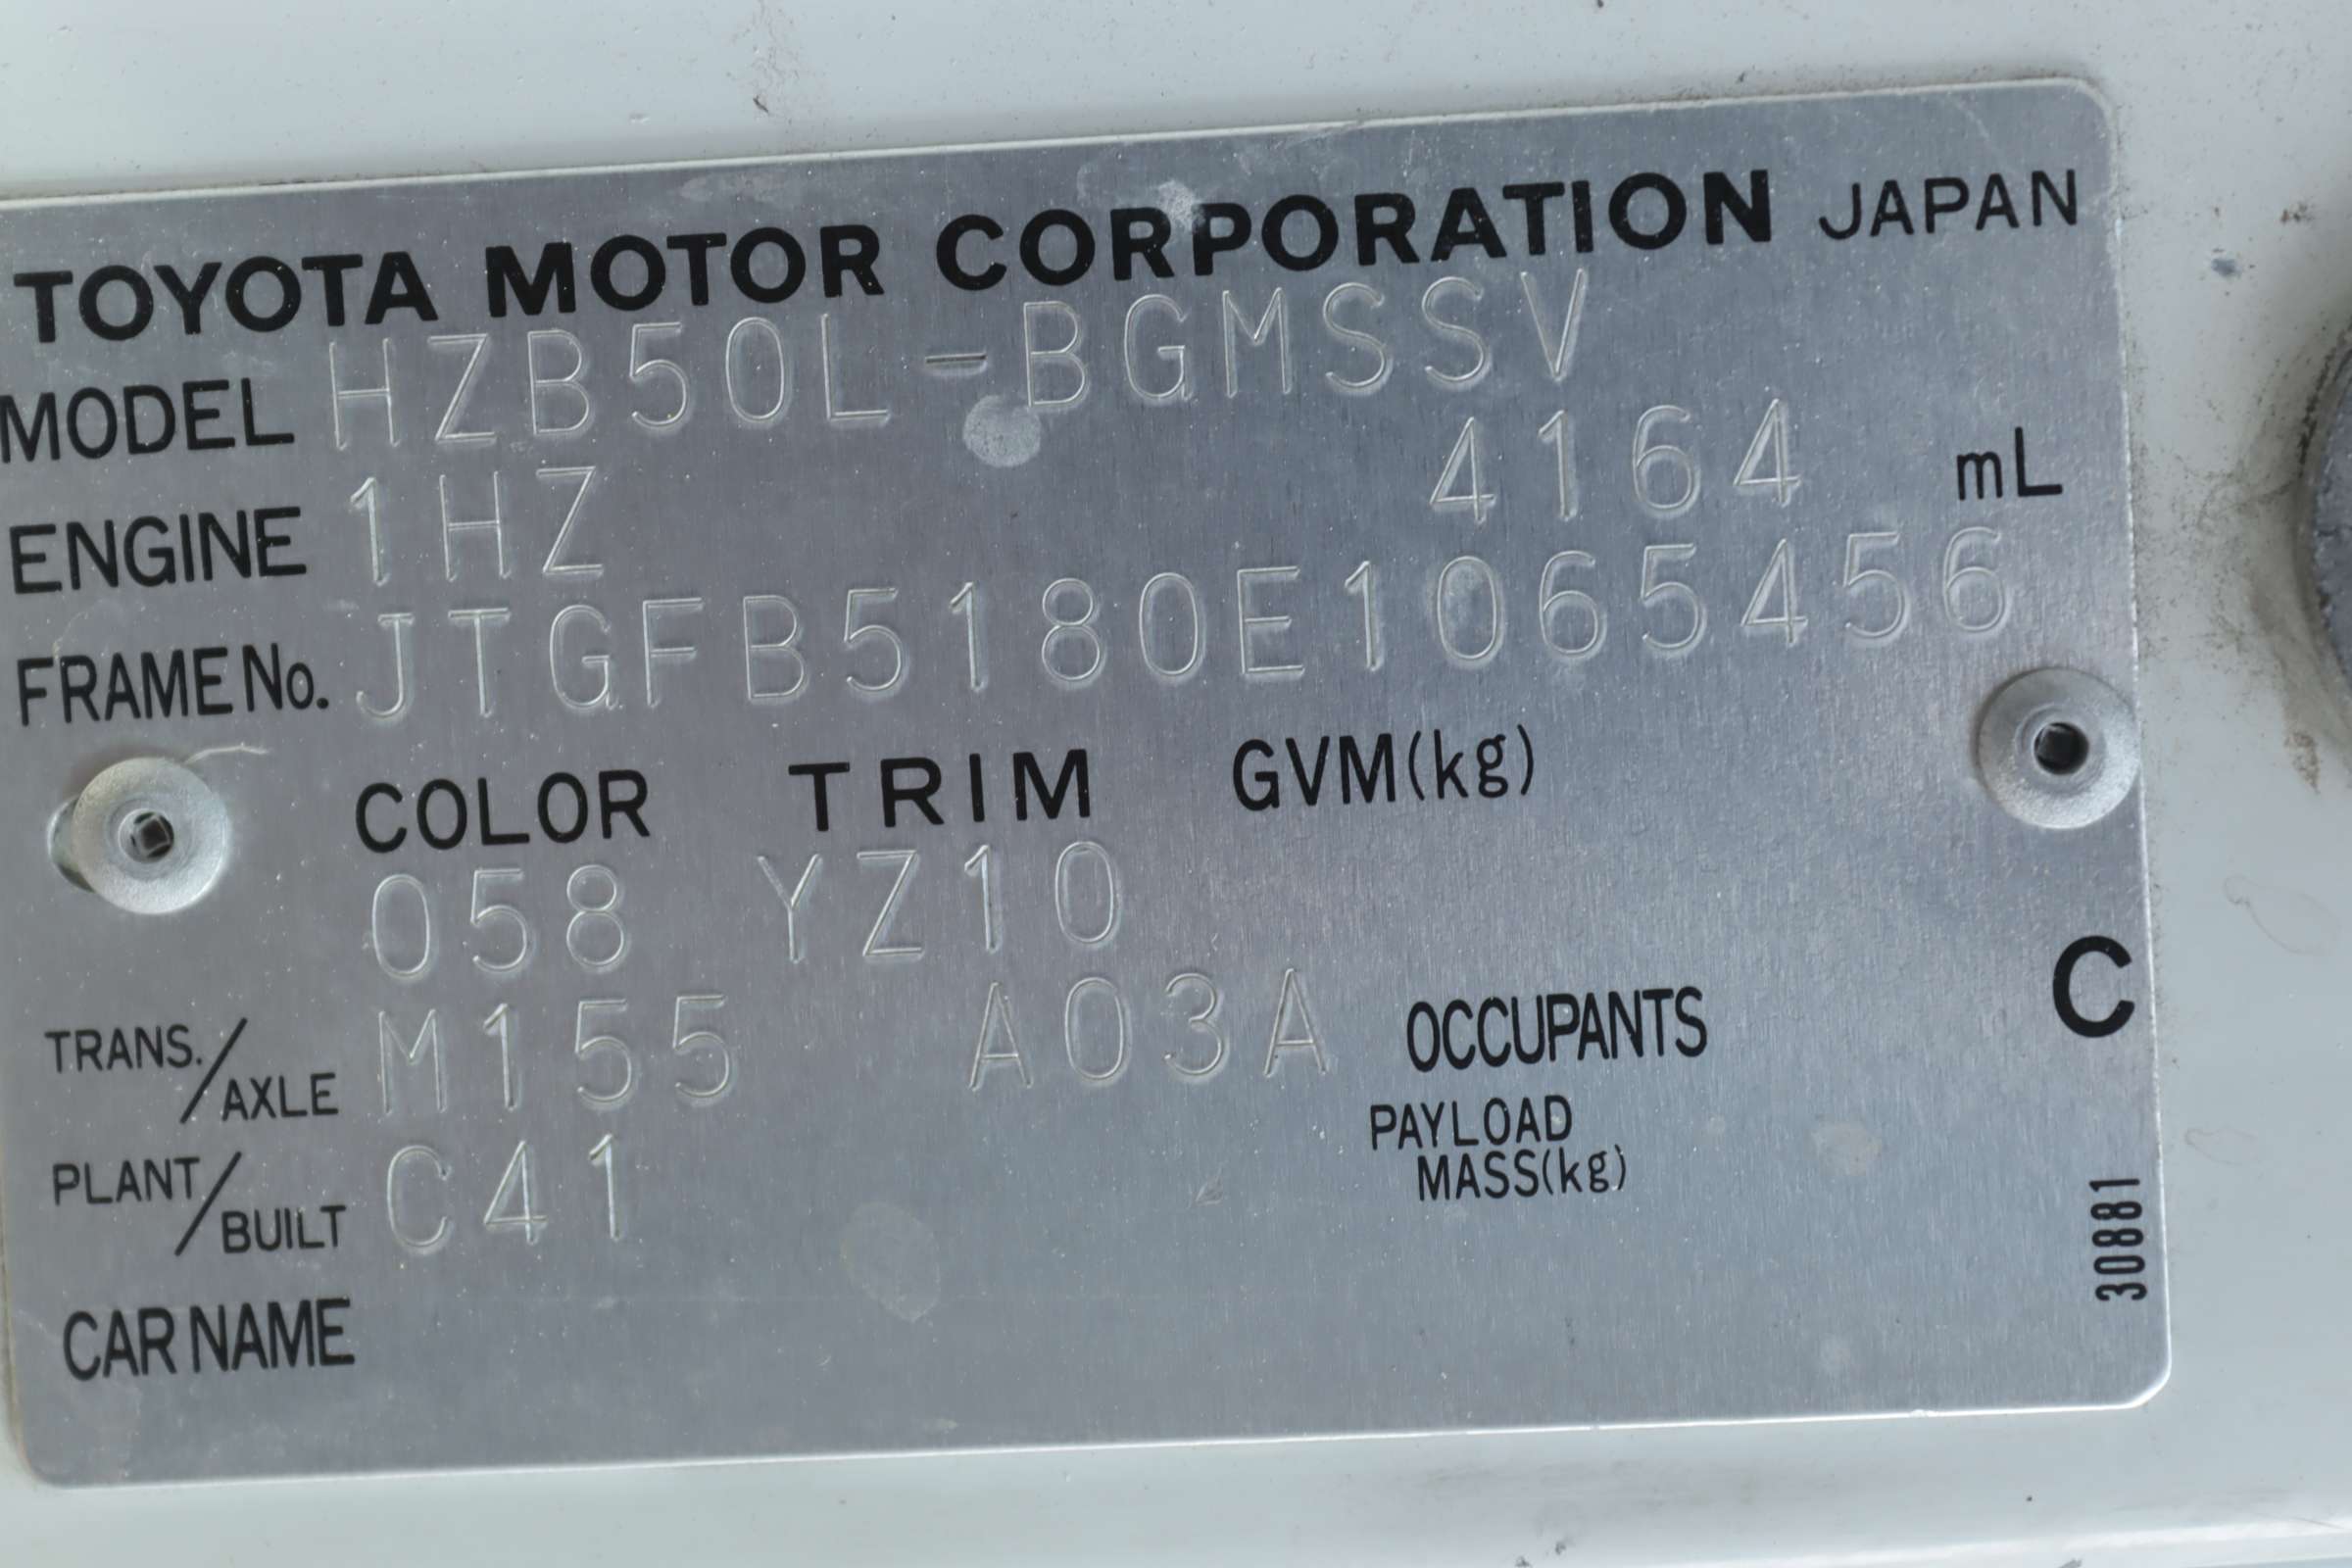 TOYOTA MOTOR CORPORATION JAPAN
MODEL HZB50L-BGMSSV
ENGINE 1HZ 4164 mL
FRAME No. JTGFB5180E1065456
COLOR TRIM GVM(kg)
058 YZ10
TRANS./AXLE M155 A03A OCCUPANTS
C
PAYLOAD
MASS(kg)
PLANT/BUILT C41
CAR NAME
30881